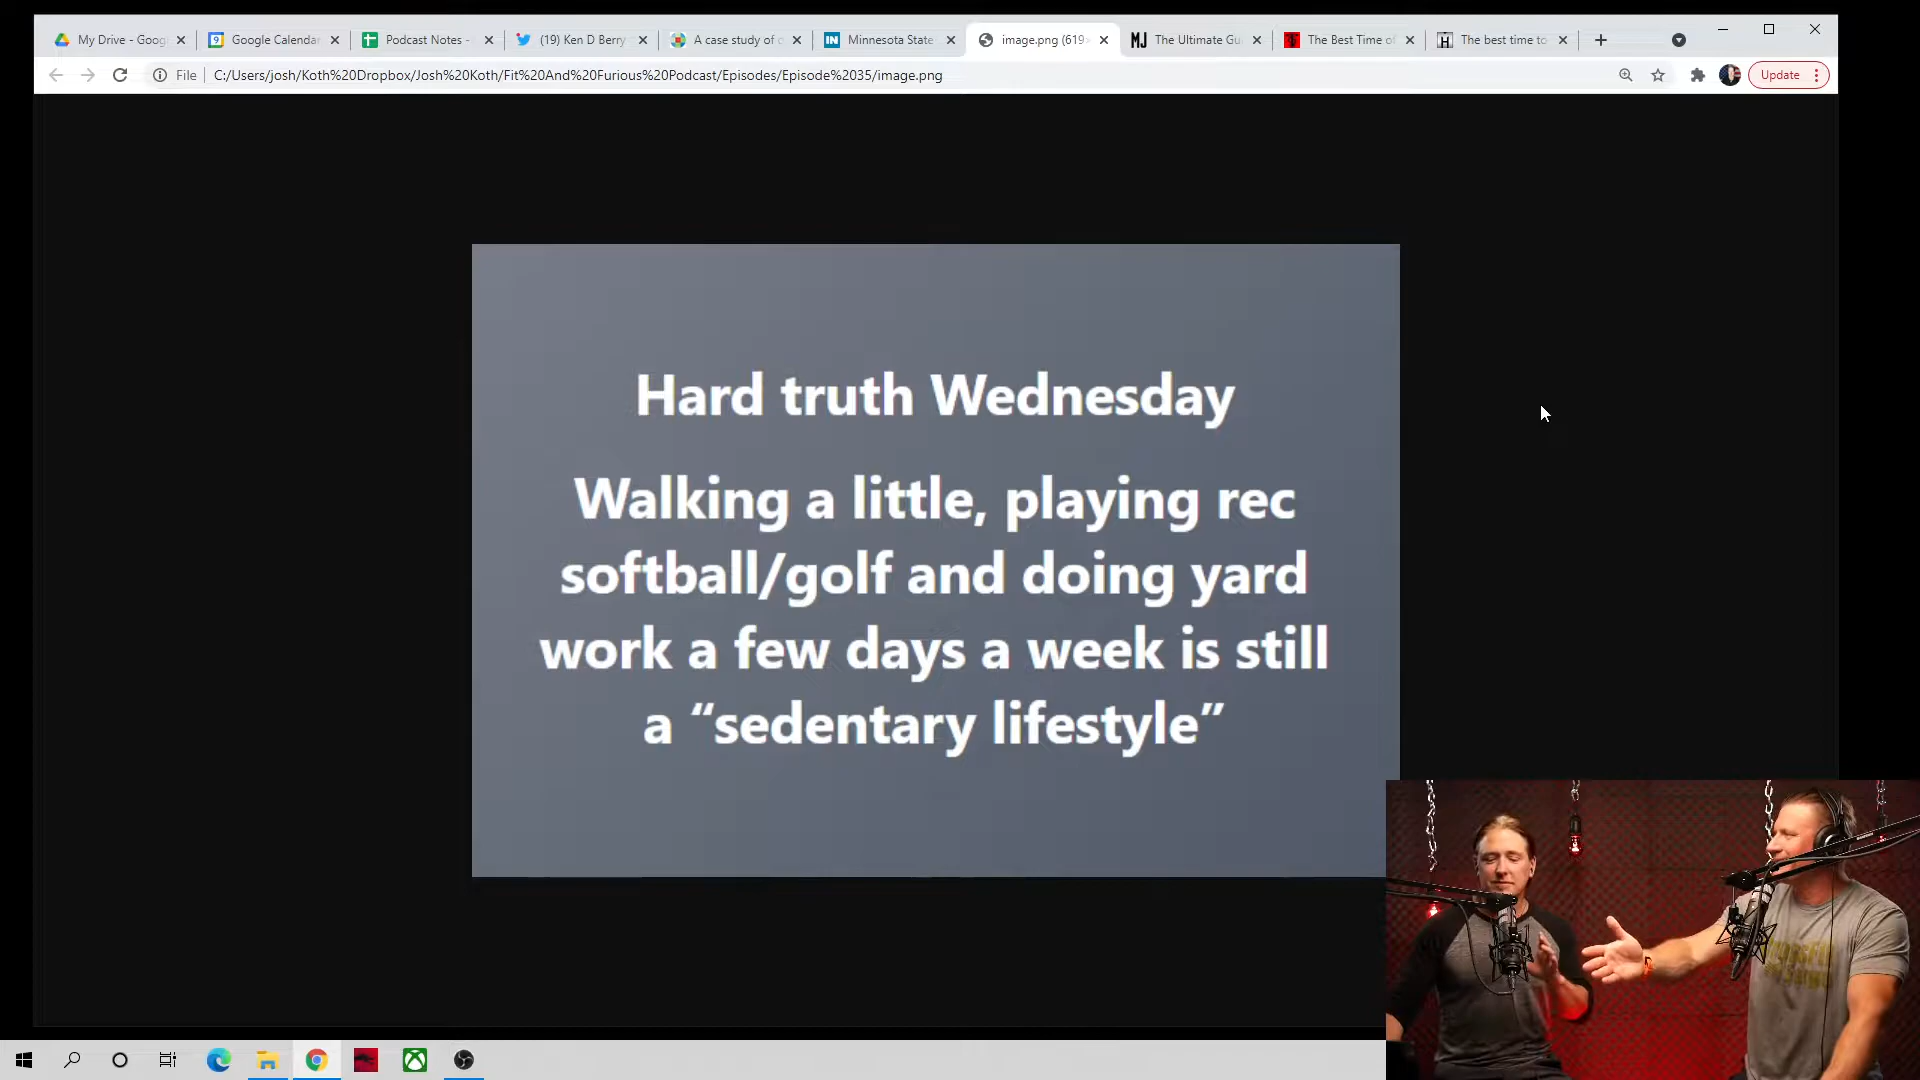 My Drive - Goog
Google Calendar
Podcast Notes -
(19) Ken D Berry
A case study of
Minnesota State
image.png (619
The Ultimate Gu
The Best Time of
The best time to
File
C:/Users/josh/Koth%20Dropbox/Josh%20Koth/Fit%20And%20Furious%20Podcast/Episodes/Episode%2035/image.png
Update
Hard truth Wednesday
Walking a little, playing rec
softball/golf and doing yard
work a few days a week is still
a “sedentary lifestyle”